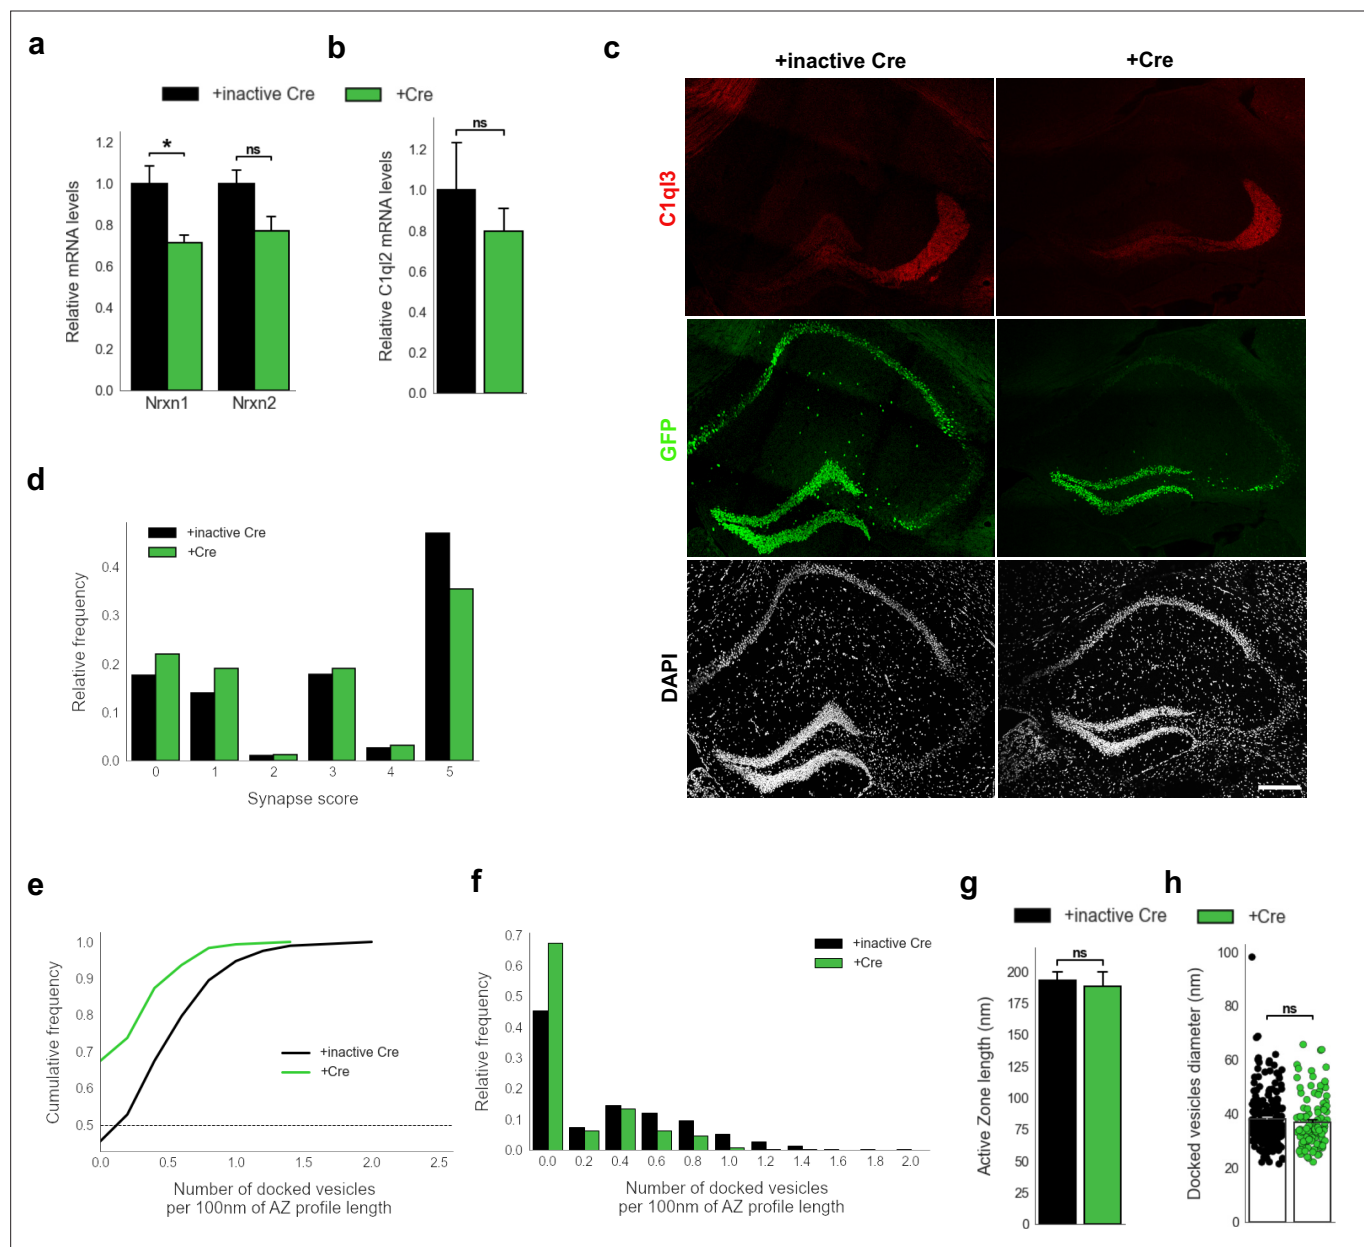 a
b
+inactive Cre
+Cre
Relative mRNA levels
1.2
1.0
0.8
0.6
0.4
0.2
0.0
*
ns
Nrxn1
Nrxn2
Relative C1ql2 mRNA levels
1.2
1.0
0.8
0.6
0.4
0.2
0.0
ns
c
+inactive Cre
+Cre
C1ql3
GFP
DAPI
d
+inactive Cre
+Cre
Relative frequency
0.4
0.3
0.2
0.1
0.0
0 1 2 3 4 5
Synapse score
e
Cumulative frequency
1.0
0.9
0.8
0.7
0.6
0.5
+inactive Cre
+Cre
0.0 0.5 1.0 1.5 2.0 2.5
Number of docked vesicles
per 100nm of AZ profile length
f
Relative frequency
0.7
0.6
0.5
0.4
0.3
0.2
0.1
0.0
+inactive Cre
+Cre
0.0 0.2 0.4 0.6 0.8 1.0 1.2 1.4 1.6 1.8 2.0
Number of docked vesicles
per 100nm of AZ profile length
g
h
+inactive Cre
+Cre
Active Zone length (nm)
200
175
150
125
100
75
50
25
0
ns
Docked vesicles diameter (nm)
100
80
60
40
20
0
ns